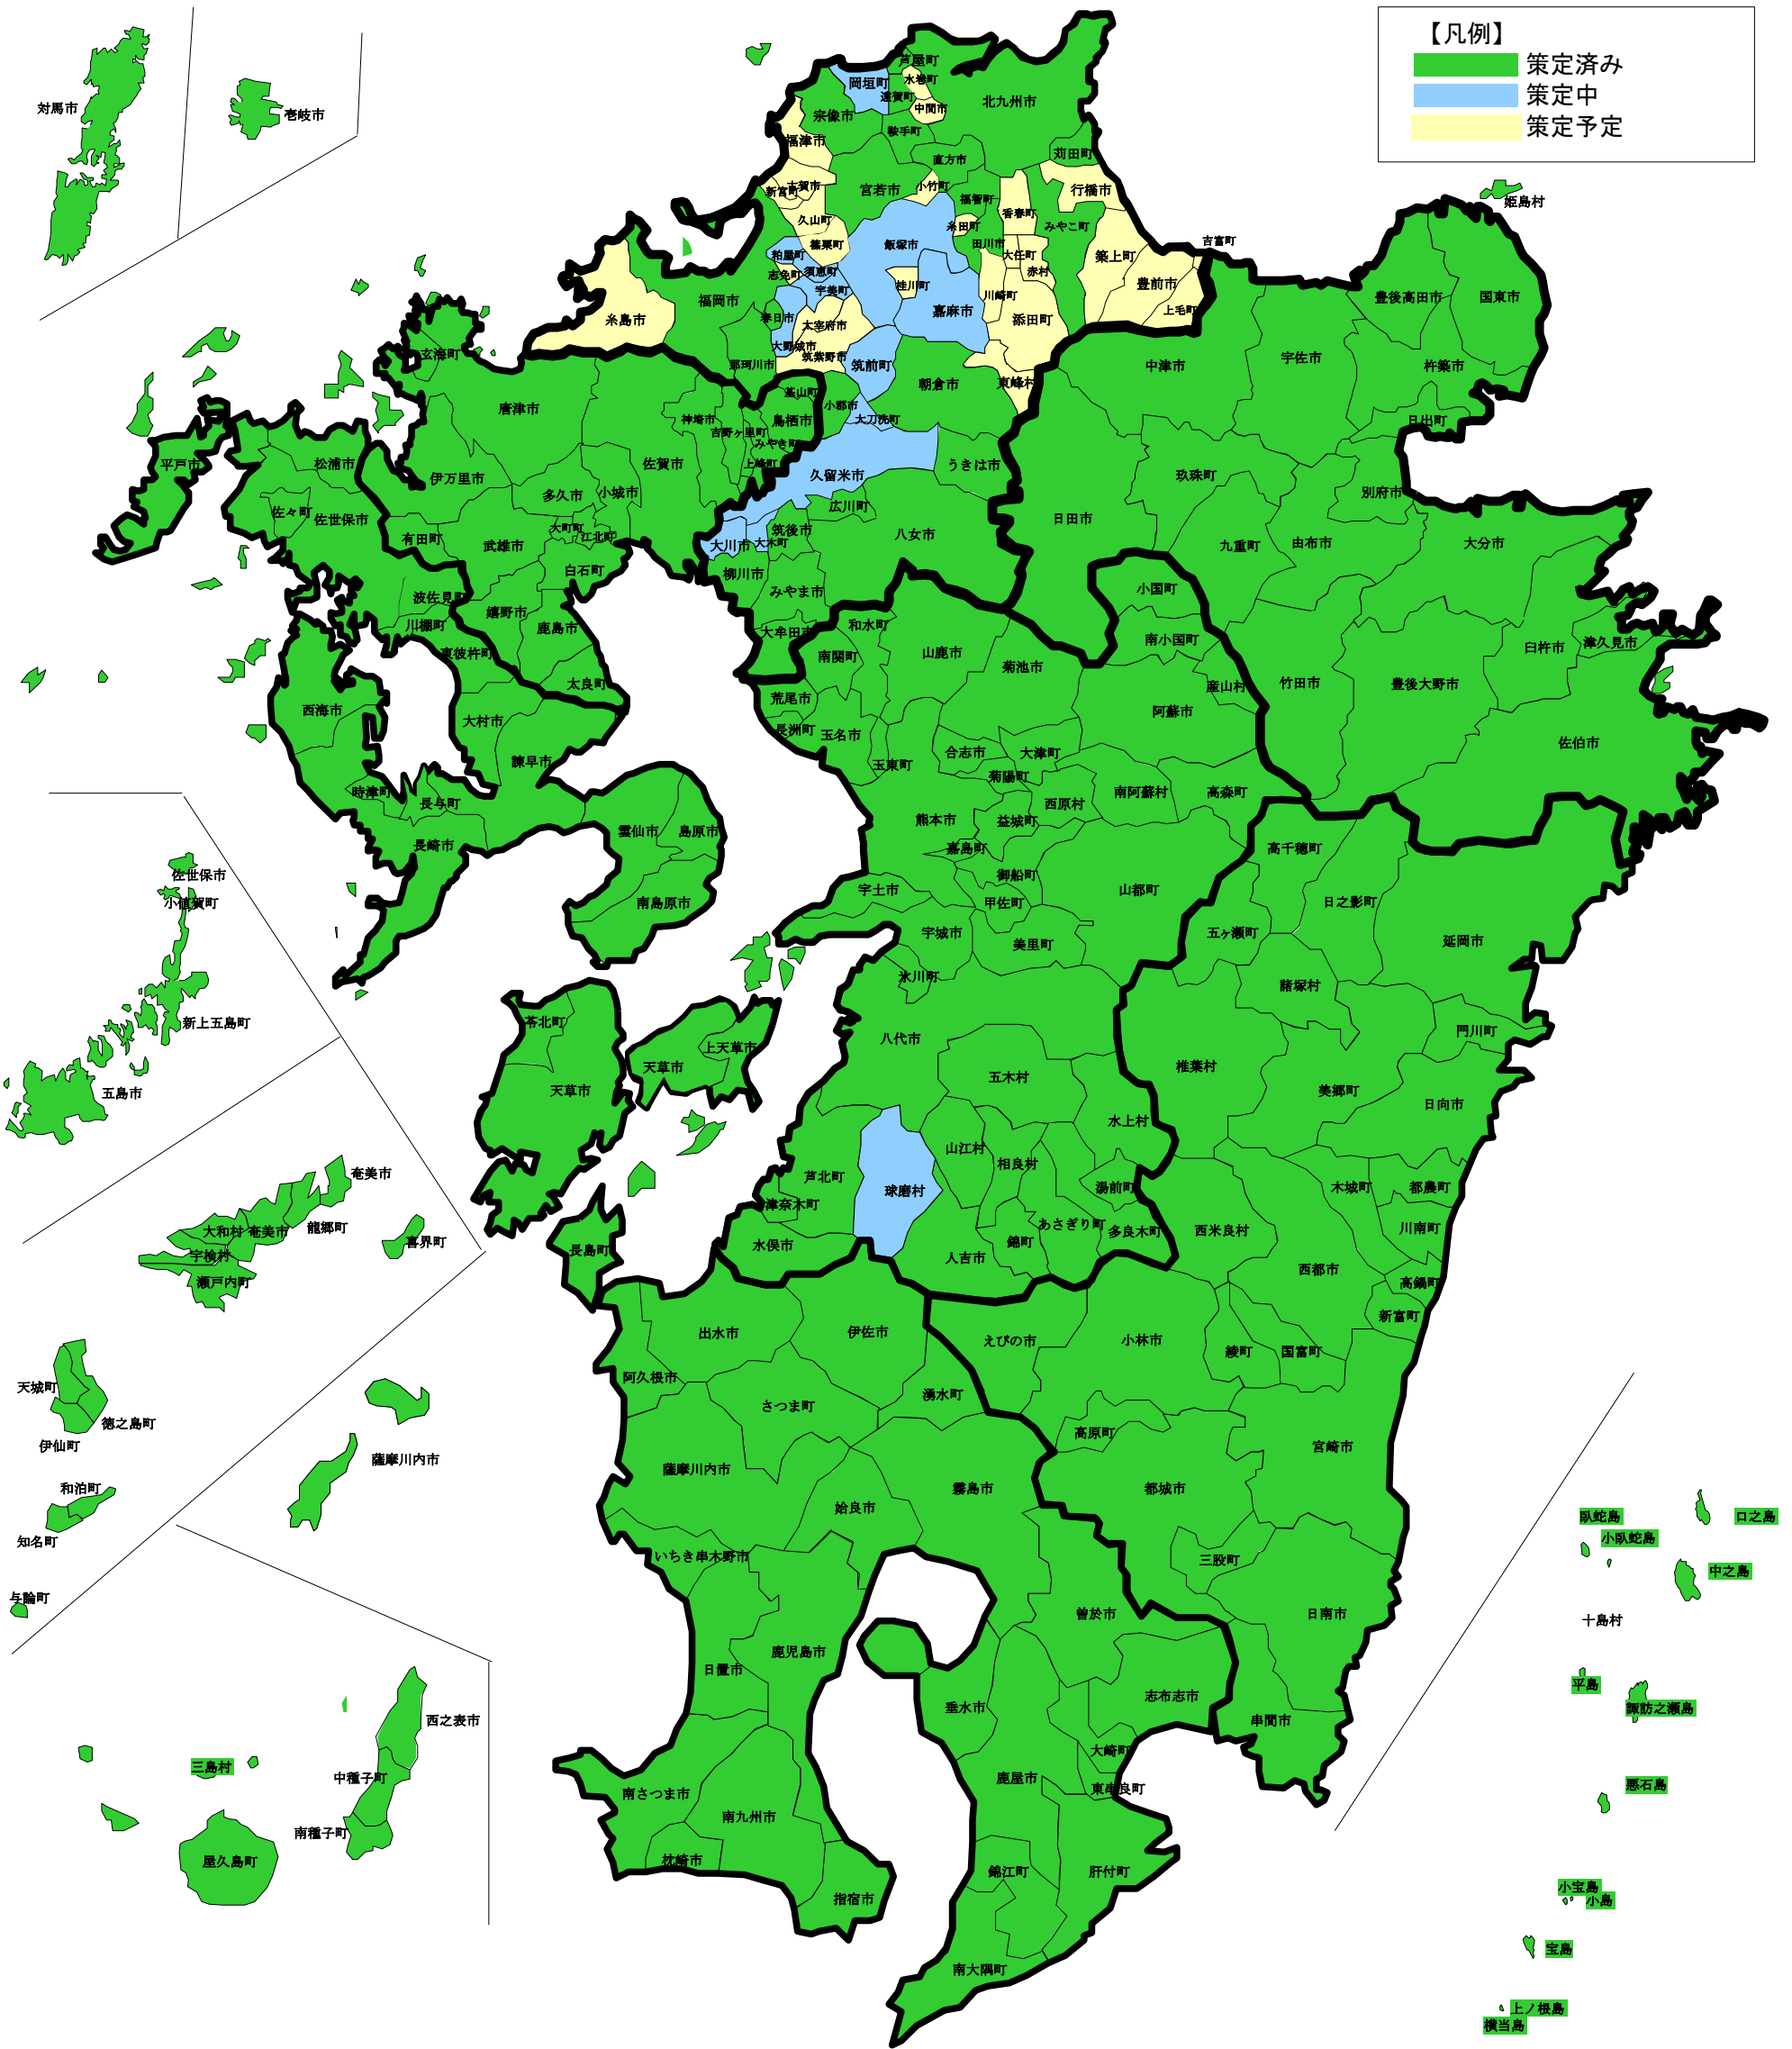 【凡例】
策定済み
策定中
策定予定
対馬市
壱岐市
芦屋町
水巻町
岡垣町
遠賀町
中間市
北九州市
宗像市
鞍手町
福津市
直方市
苅田町
古賀市
新宮町
宮若市
小竹町
福智町
行橋市
久山町
香春町
糸田町
みやこ町
篠栗町
飯塚市
田川市
大任町
築上町
吉富町
姫島村
粕屋町
志免町
須恵町
赤村
豊前市
宇美町
桂川町
川崎町
上毛町
福岡市
糸島市
春日市
太宰府市
嘉麻市
添田町
大野城市
筑紫野市
那珂川市
筑前町
朝倉市
東峰村
豊後高田市
国東市
宇佐市
中津市
杵築市
日出町
玄海町
唐津市
基山町
小郡市
大刀洗町
神埼市
鳥栖市
吉野ヶ里町
みやき町
上峰町
佐賀市
久留米市
うきは市
平戸市
松浦市
伊万里市
多久市
小城市
広川町
玖珠町
別府市
佐々町
佐世保市
有田町
武雄市
大町町
江北町
大川市
大木町
筑後市
八女市
日田市
九重町
由布市
大分市
白石町
柳川市
みやま市
小国町
波佐見町
嬉野市
川棚町
鹿島市
大牟田市
和水町
南小国町
東彼杵町
南関町
山鹿市
菊池市
臼杵市
津久見市
太良町
荒尾市
産山村
竹田市
豊後大野市
西海市
大村市
長洲町
玉名市
阿蘇市
諫早市
玉東町
合志市
大津町
佐伯市
時津町
長与町
菊陽町
西原村
南阿蘇村
高森町
長崎市
雲仙市
島原市
熊本市
益城町
嘉島町
高千穂町
佐世保市
小値賀町
南島原市
宇土市
御船町
甲佐町
山都町
日之影町
宇城市
美里町
五ヶ瀬町
延岡市
氷川町
諸塚村
新上五島町
苓北町
上天草市
八代市
門川町
五島市
天草市
天草市
五木村
椎葉村
美郷町
日向市
水上村
山江村
相良村
芦北町
球磨村
湯前町
木城町
都農町
津奈木町
奄美市
大和村
奄美市
龍郷町
喜界町
宇検村
瀬戸内町
長島町
水俣市
あさぎり町
錦町
多良木町
西米良村
川南町
人吉市
西都市
高鍋町
新富町
出水市
伊佐市
えびの市
小林市
綾町
国富町
天城町
徳之島町
伊仙町
阿久根市
さつま町
湧水町
高原町
宮崎市
和泊町
知名町
薩摩川内市
薩摩川内市
霧島市
姶良市
都城市
いちき串木野市
三股町
与論町
曽於市
日南市
鹿児島市
日置市
垂水市
志布志市
串間市
大崎町
西之表市
三島村
中種子町
南さつま市
鹿屋市
東串良町
南種子町
南九州市
屋久島町
枕崎市
錦江町
肝付町
指宿市
南大隅町
臥蛇島
口之島
小臥蛇島
中之島
十島村
平島
諏訪之瀬島
悪石島
小宝島
小島
宝島
上ノ根島
横当島